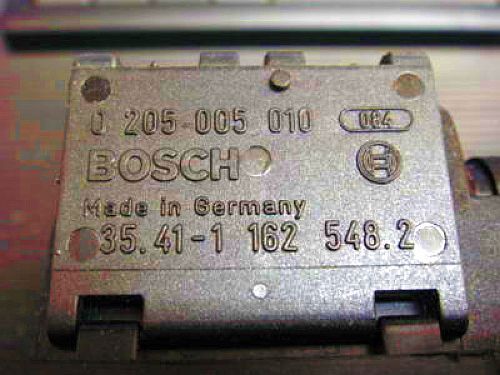 0 205 005 010 084
BOSCH
Made in Germany
35.41-1 162 548.2